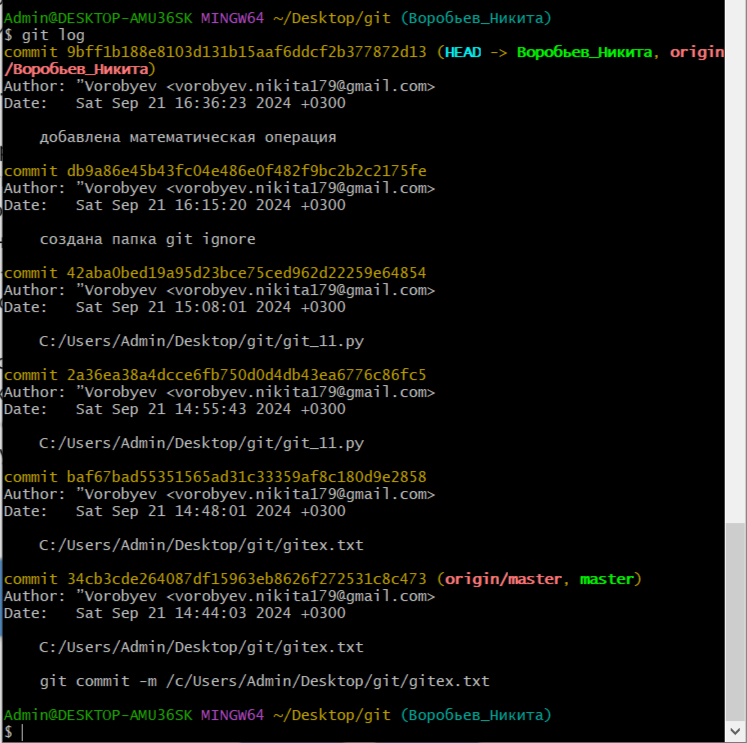 Admin@DESKTOP-AMU36SK MINGW64 ~/Desktop/git (Воробьев_Никита)
$ git log
commit 9bff1b188e8103d131b15aaf6ddcf2b377872d13 (HEAD -> Воробьев_Никита, origin
/Воробьев_Никита)
Author: "Vorobyev <vorobyev.nikita179@gmail.com>
Date:   Sat Sep 21 16:36:23 2024 +0300
    добавлена математическая операция
commit db9a86e45b43fc04e486e0f482f9bc2b2c2175fe
Author: "Vorobyev <vorobyev.nikita179@gmail.com>
Date:   Sat Sep 21 16:15:20 2024 +0300
    создана папка git ignore
commit 42aba0bed19a95d23bce75ced962d22259e64854
Author: "Vorobyev <vorobyev.nikita179@gmail.com>
Date:   Sat Sep 21 15:08:01 2024 +0300
    C:/Users/Admin/Desktop/git/git_11.py
commit 2a36ea38a4dcce6fb750d0d4db43ea6776c86fc5
Author: "Vorobyev <vorobyev.nikita179@gmail.com>
Date:   Sat Sep 21 14:55:43 2024 +0300
    C:/Users/Admin/Desktop/git/git_11.py
commit baf67bad55351565ad31c33359af8c180d9e2858
Author: "Vorobyev <vorobyev.nikita179@gmail.com>
Date:   Sat Sep 21 14:48:01 2024 +0300
    C:/Users/Admin/Desktop/git/gitex.txt
commit 34cb3cde264087df15963eb8626f272531c8c473 (origin/master, master)
Author: "Vorobyev <vorobyev.nikita179@gmail.com>
Date:   Sat Sep 21 14:44:03 2024 +0300
    C:/Users/Admin/Desktop/git/gitex.txt
    git commit -m /c/Users/Admin/Desktop/git/gitex.txt
Admin@DESKTOP-AMU36SK MINGW64 ~/Desktop/git (Воробьев_Никита)
$